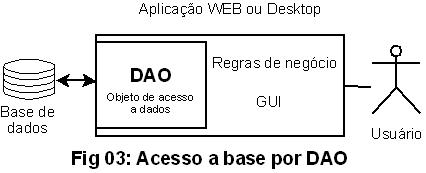 Aplicação WEB ou Desktop
DAO
Objeto de acesso
a dados
Regras de negócio
GUI
Base de
dados
Usuário
Fig 03: Acesso a base por DAO